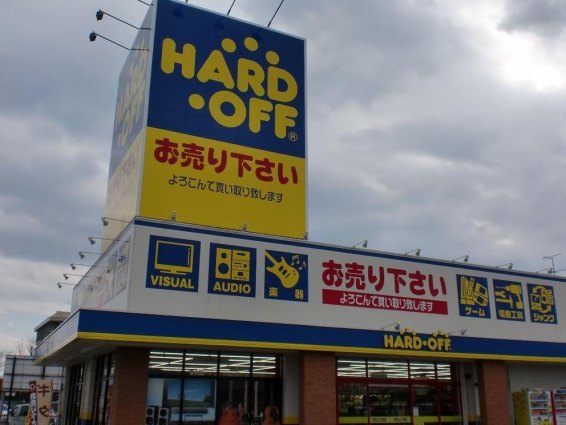 HARD
・OFF®
お売り下さい
よろこんで買い取り致します
VISUAL
AUDIO
楽器
お売り下さい
よろこんで買い取り致します
ゲーム
電動工具
ジャンク
HARD・OFF
ギタ